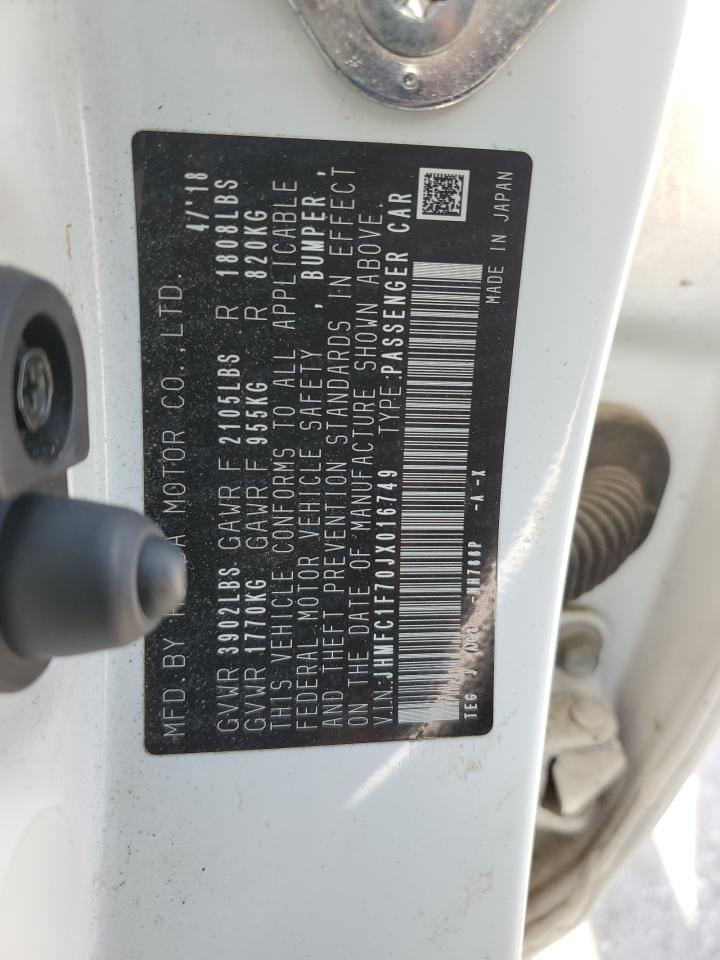 MFD.BY MOTOR CO.,LTD. 4/'18
GVWR 3902LBS GAWR F 2105LBS R 1808LBS
GVWR 1770KG GAWR F 955KG R 820KG
THIS VEHICLE CONFORMS TO ALL APPLICABLE
FEDERAL MOTOR VEHICLE SAFETY , BUMPER ,
AND THEFT PREVENTION STANDARDS IN EFFECT
ON THE DATE OF MANUFACTURE SHOWN ABOVE.
V.I.N:JHMFC1F70JX016749 TYPE:PASSENGER CAR
TEG J -NH788P -A -X MADE IN JAPAN